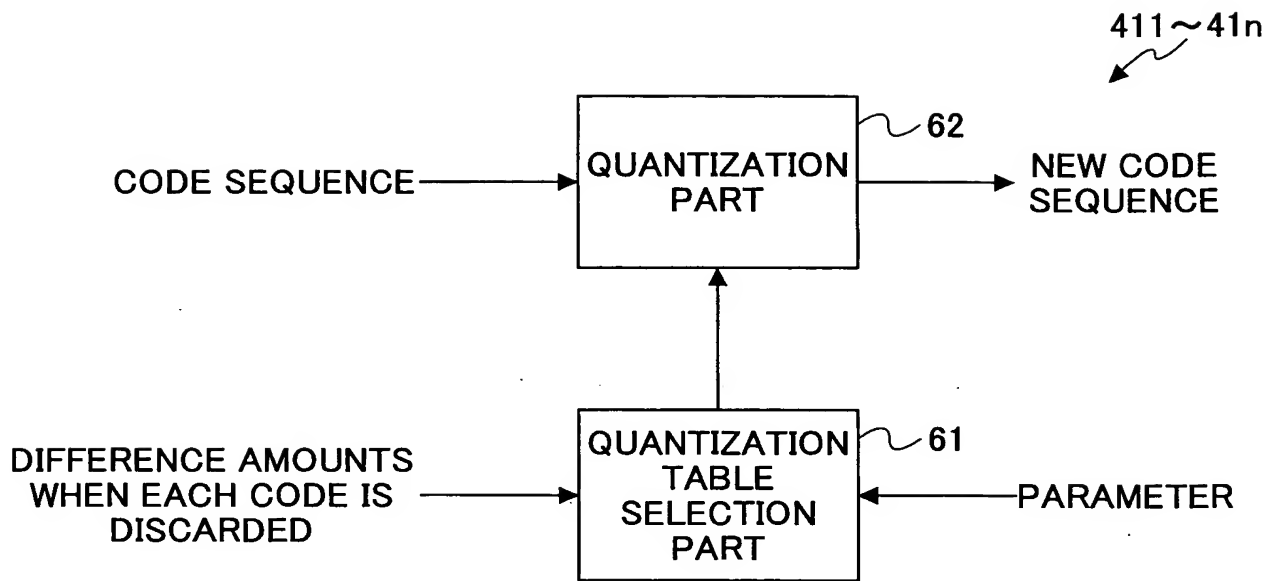 411~41n
62
CODE SEQUENCE
QUANTIZATION
PART
NEW CODE
SEQUENCE
DIFFERENCE AMOUNTS
WHEN EACH CODE IS
DISCARDED
QUANTIZATION
TABLE
SELECTION
PART
61
PARAMETER